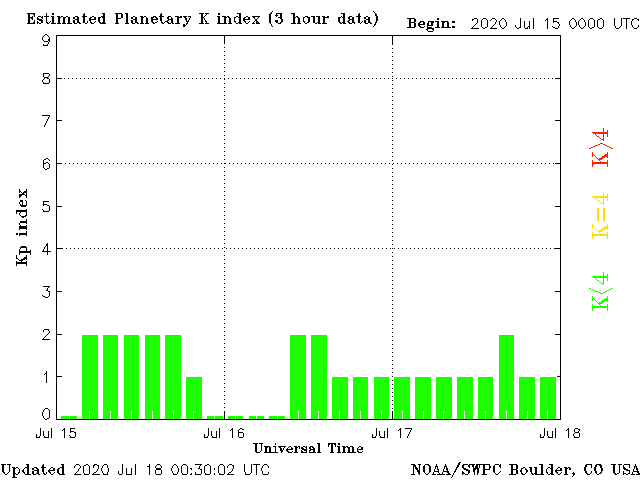 Estimated Planetary K index (3 hour data) Begin: 2020 Jul 15 0000 UTC
9
8
7
6
5
4
3
2
1
0
Kp index
K>4
K=4
K<4
Jul 15 Jul 16 Jul 17 Jul 18
Universal Time
Updated 2020 Jul 18 00:30:02 UTC NOAA/SWPC Boulder, CO USA